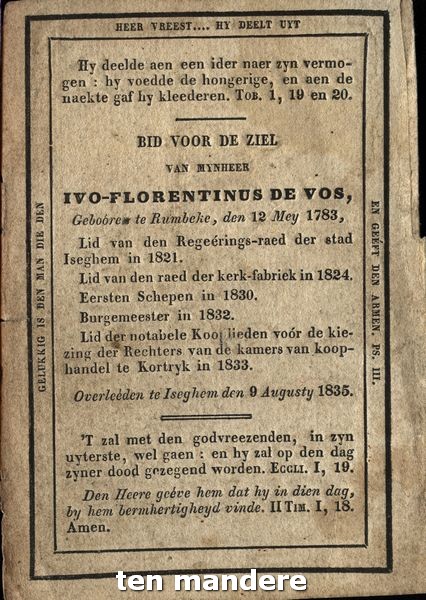 HEER VREEST.... HY DEELT UYT
Hy deelde aen een ider naer zyn vermo-
gen : hy voedde de hongerige, en aen de
naekte gaf hy kleederen. TOB. 1, 19 en 20.
BID VOOR DE ZIEL
VAN MYNHEER
IVO-FLORENTINUS DE VOS,
Geboôren te Rumbeke, den 12 Mey 1783,
Lid van den Regeérings-raed der stad
Iseghem in 1821.
Lid van den raed der kerk-fabriek in 1824.
Eersten Schepen in 1830.
Burgemeester in 1832.
Lid der notabele Kooplieden voór de kie-
zing der Rechters van de kamers van koop-
handel te Kortryk in 1833.
Overleéden te Iseghem den 9 Augusty 1835.
'T zal met den godvreezenden, in zyn
uyterste, wel gaen : en hy zal op den dag
zyner dood gezegend worden. ECCLI. I, 19.
Den Heere geéve hem dat hy in dien dag,
by hem bermhertigheyd vinde. II TIM. I, 18.
Amen.
GELUKKIG IS DEN MAN DIE DEN
EN GEÉFT DEN ARMEN. PS. III.
ten mandere